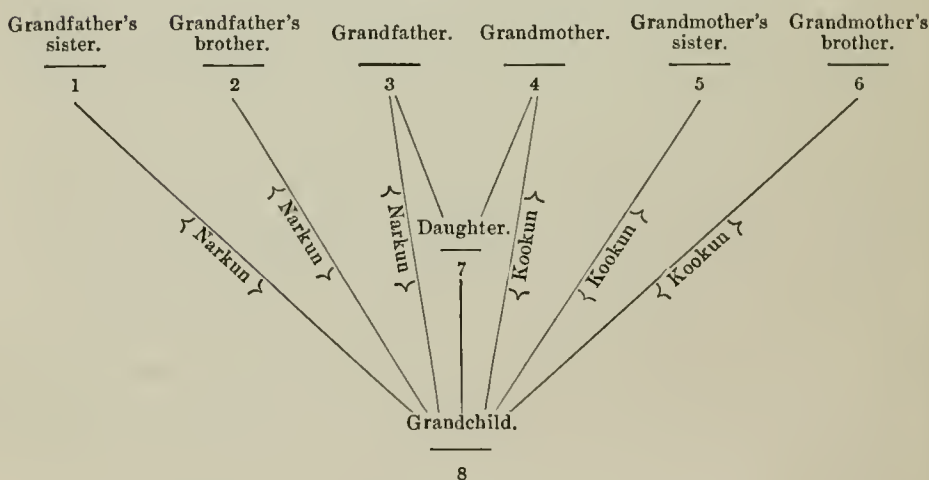 Grandfather's sister.
Grandfather's brother.
Grandfather.
Grandmother.
Grandmother's sister.
Grandmother's brother.
1
2
3
4
5
6
Narkun
Narkun
Narkun
Daughter.
7
Kookun
Kookun
Kookun
Grandchild.
8